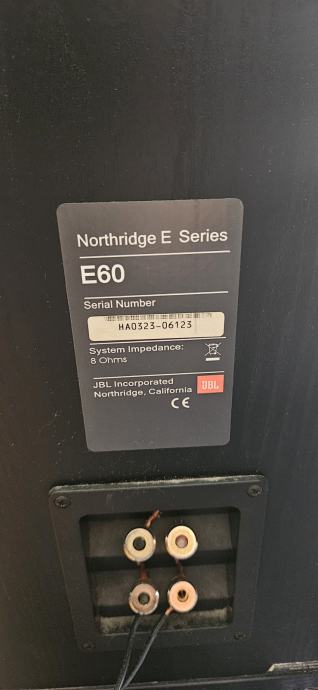 Northridge E Series
E60
Serial Number
HA0323-06123
System Impedance:
8 Ohms
JBL Incorporated
Northridge, California
JBL
CE